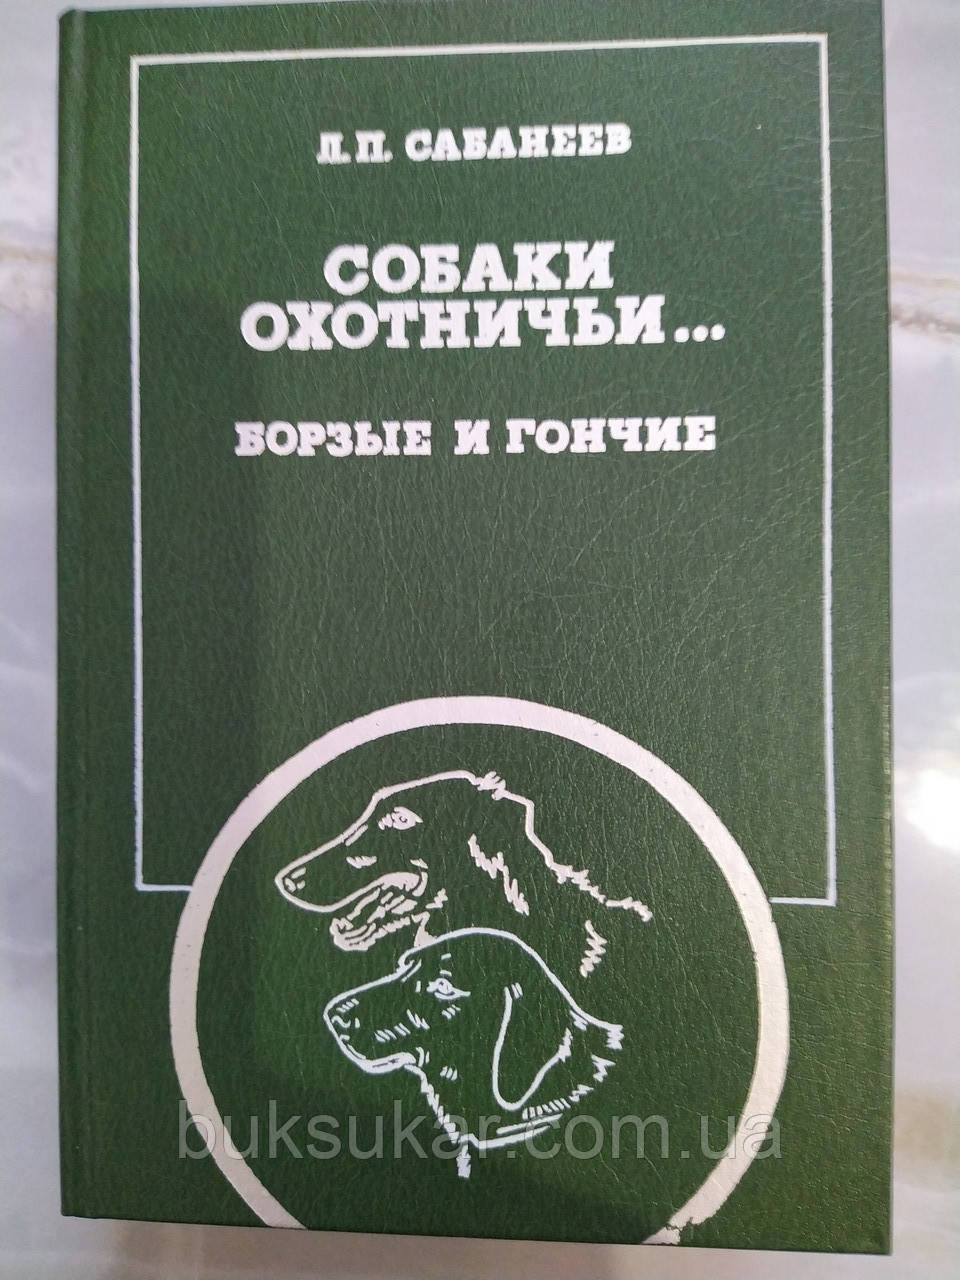 Л.П. САБАНЕЕВ
СОБАКИ
ОХОТНИЧЬИ...
БОРЗЫЕ И ГОНЧИЕ
buksukar.com.ua